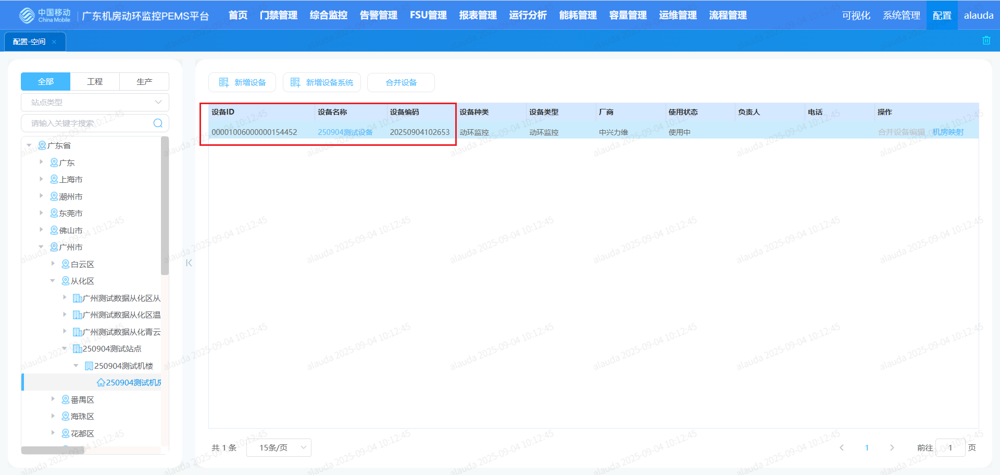 中国移动
China Mobile
广东机房动环监控PEMS平台
首页 门禁管理 综合监控 告警管理 FSU管理 报表管理 运行分析 能耗管理 容量管理 运维管理 流程管理
可视化 系统管理 配置 alauda
配置-空间 ×
全部 工程 生产
站点类型
请输入关键字搜索
广东省
广东
上海市
潮州市
东莞市
佛山市
广州市
白云区
从化区
广州测试数据从化区从
广州测试数据从化区温
广州测试数据从化青云
250904测试站点
250904测试机楼
250904测试机房
番禺区
海珠区
花都区
新增设备 新增设备系统 合并设备
设备ID 设备名称 设备编码 设备种类 设备类型 厂商 使用状态 负责人 电话 操作
00001006000000154452 250904测试设备 20250904102653 动环监控 动环监控 中兴力维 使用中 合并设备编辑 机房映射
共 1 条 15条/页
1 前往 1 页
alauda 2025-09-04 10:12:45